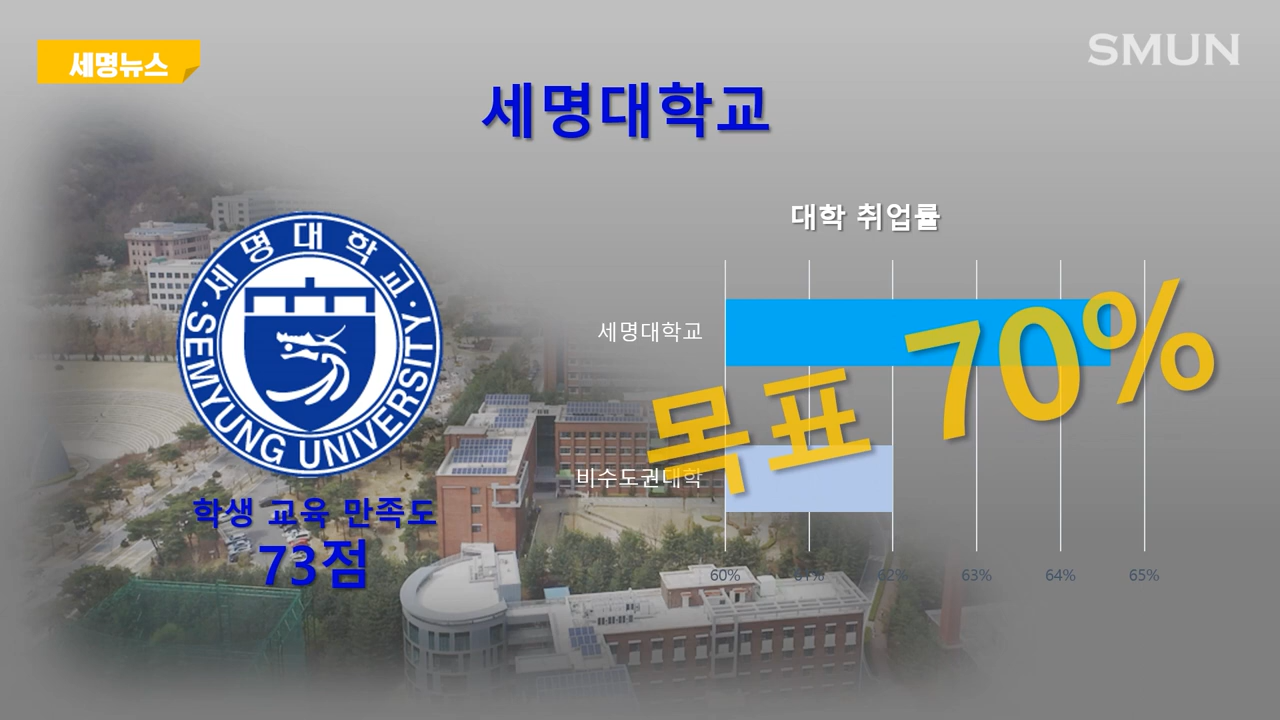 세명뉴스
SMUN
세명대학교
대학 취업률
세명대학교
비수도권대학
목표 70%
60% 61% 62% 63% 64% 65%
세명대학교
SEMYUNG UNIVERSITY
학생 교육 만족도
73점